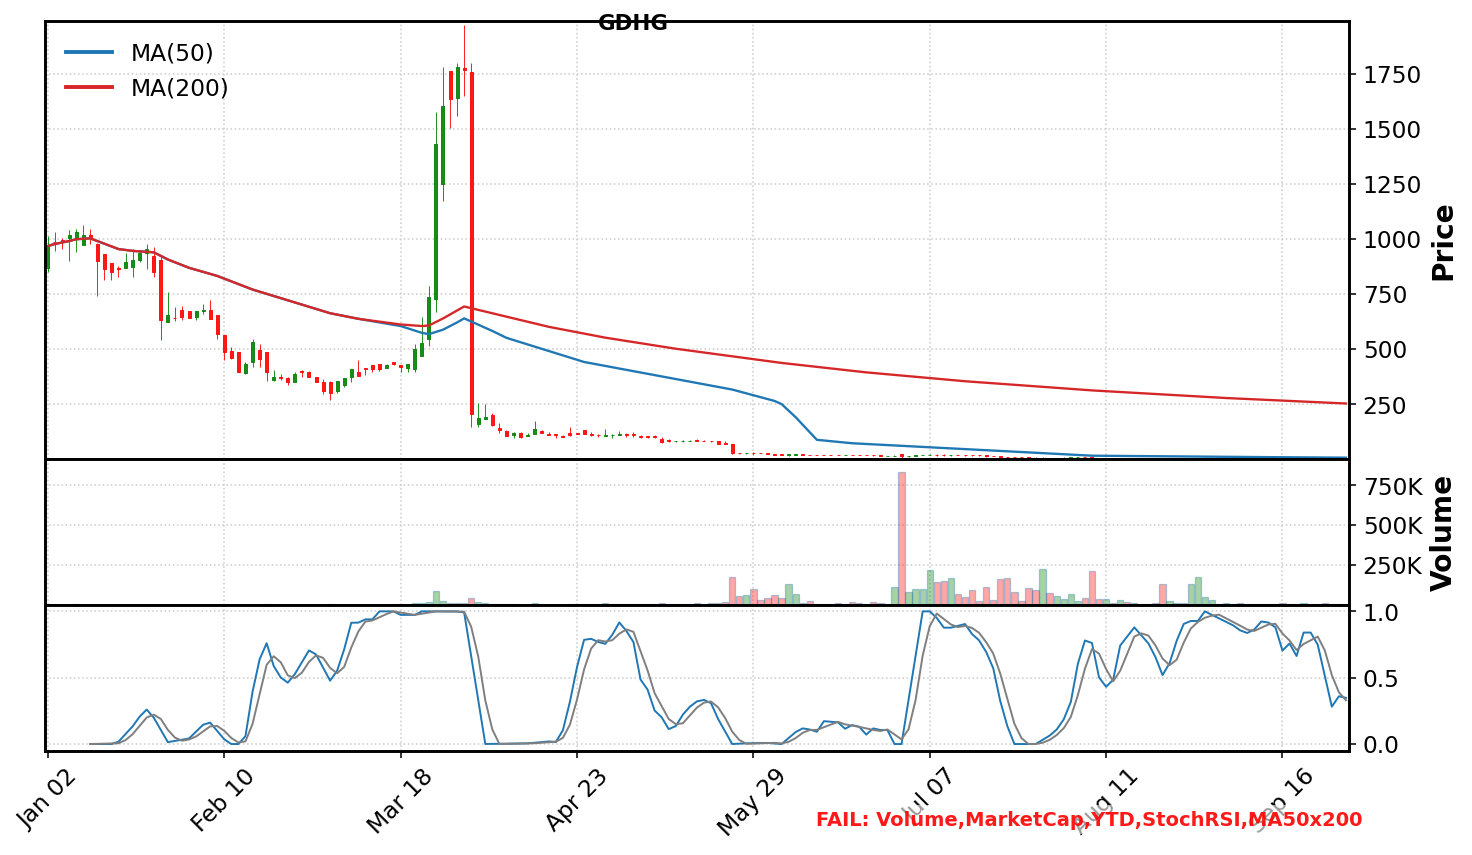 GDHG
MA(50)
MA(200)
1750
1500
1250
1000
750
500
250
Price
750K
500K
250K
Volume
1.0
0.5
0.0
Jan 02
Feb 10
Mar 18
Apr 23
May 29
Jul 07
Aug 11
Sep 16
FAIL: Volume,MarketCap,YTD,StochRSI,MA50x200